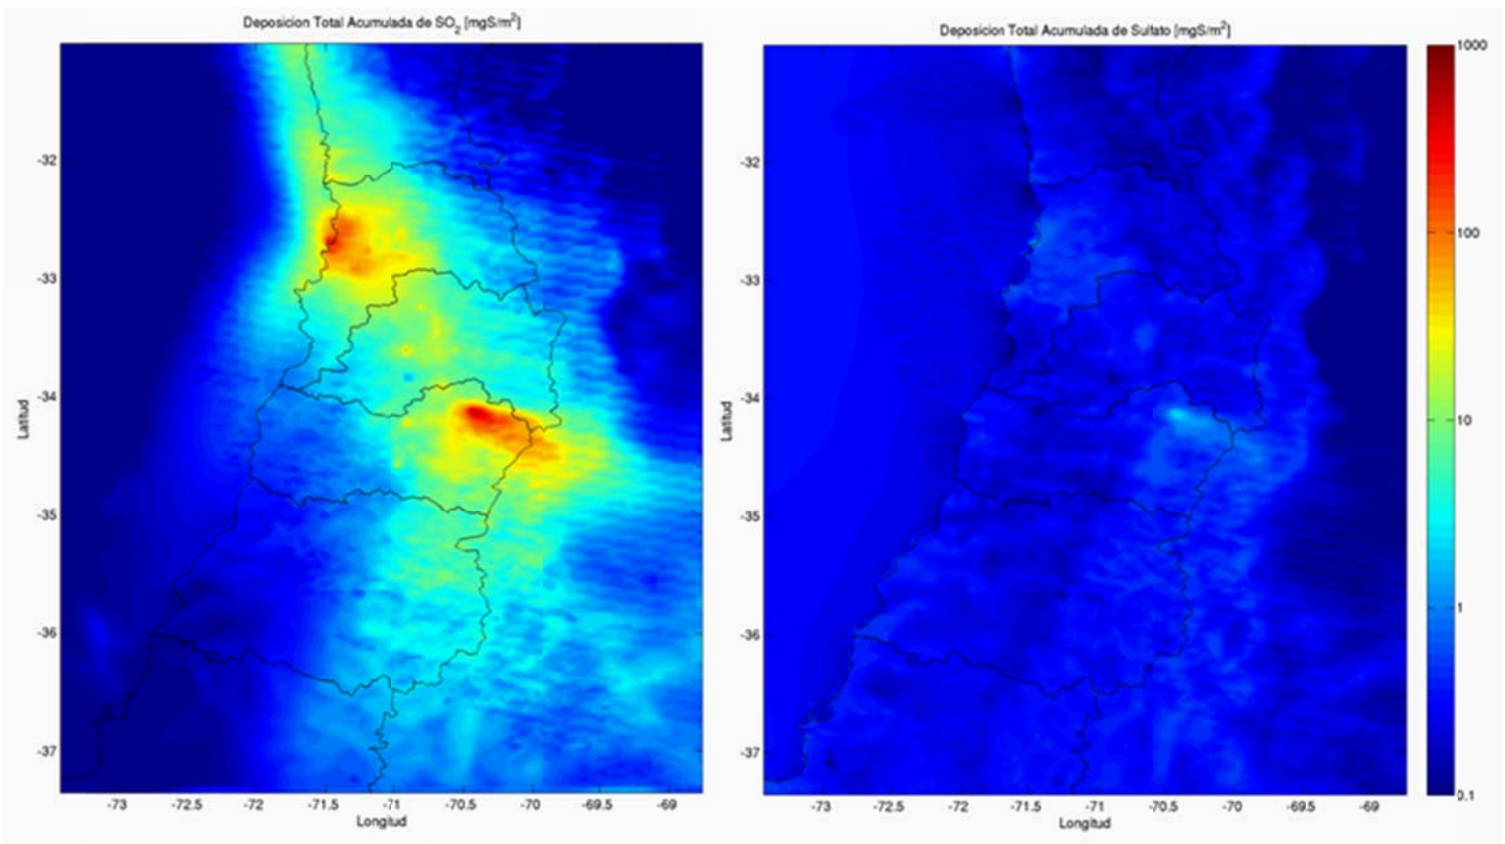 Deposicion Total Acumulada de SO2 [mgS/m²]
-32
-33
-34
-35
-36
-37
Latitud
-73 -72.5 -72 -71.5 -71 -70.5 -70 -69.5 -69
Longitud
Deposicion Total Acumulada de Sulfato [mgS/m²]
-32
-33
-34
-35
-36
-37
Latitud
-73 -72.5 -72 -71.5 -71 -70.5 -70 -69.5 -69
Longitud
1000
100
10
1
0.1